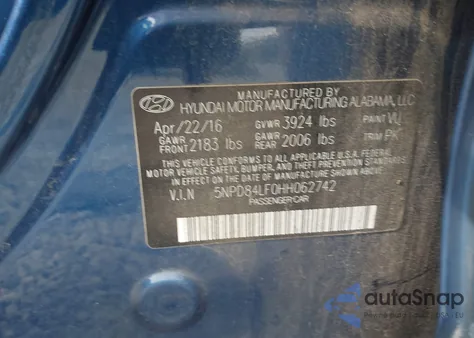 MANUFACTURED BY
HYUNDAI MOTOR MANUFACTURING ALABAMA, LLC
Apr/22/16 GVWR 3924 lbs PAINT VU
GAWR FRONT 2183 lbs GAWR REAR 2006 lbs TRIM PK
THIS VEHICLE CONFORMS TO ALL APPLICABLE
U.S. FEDERAL MOTOR VEHICLE
SAFETY, BUMPER, AND THEFT PREVENTION
STANDARDS IN EFFECT ON THE DATE OF
MANUFACTURE SHOWN ABOVE.
V.I.N 5NPD84LF0HH062742
PASSENGER CAR
autoSnap